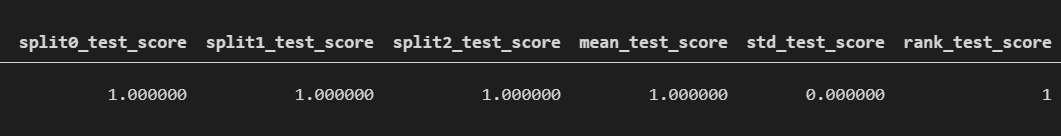 split0_test_score split1_test_score split2_test_score mean_test_score std_test_score rank_test_score
1.000000 1.000000 1.000000 1.000000 0.000000 1